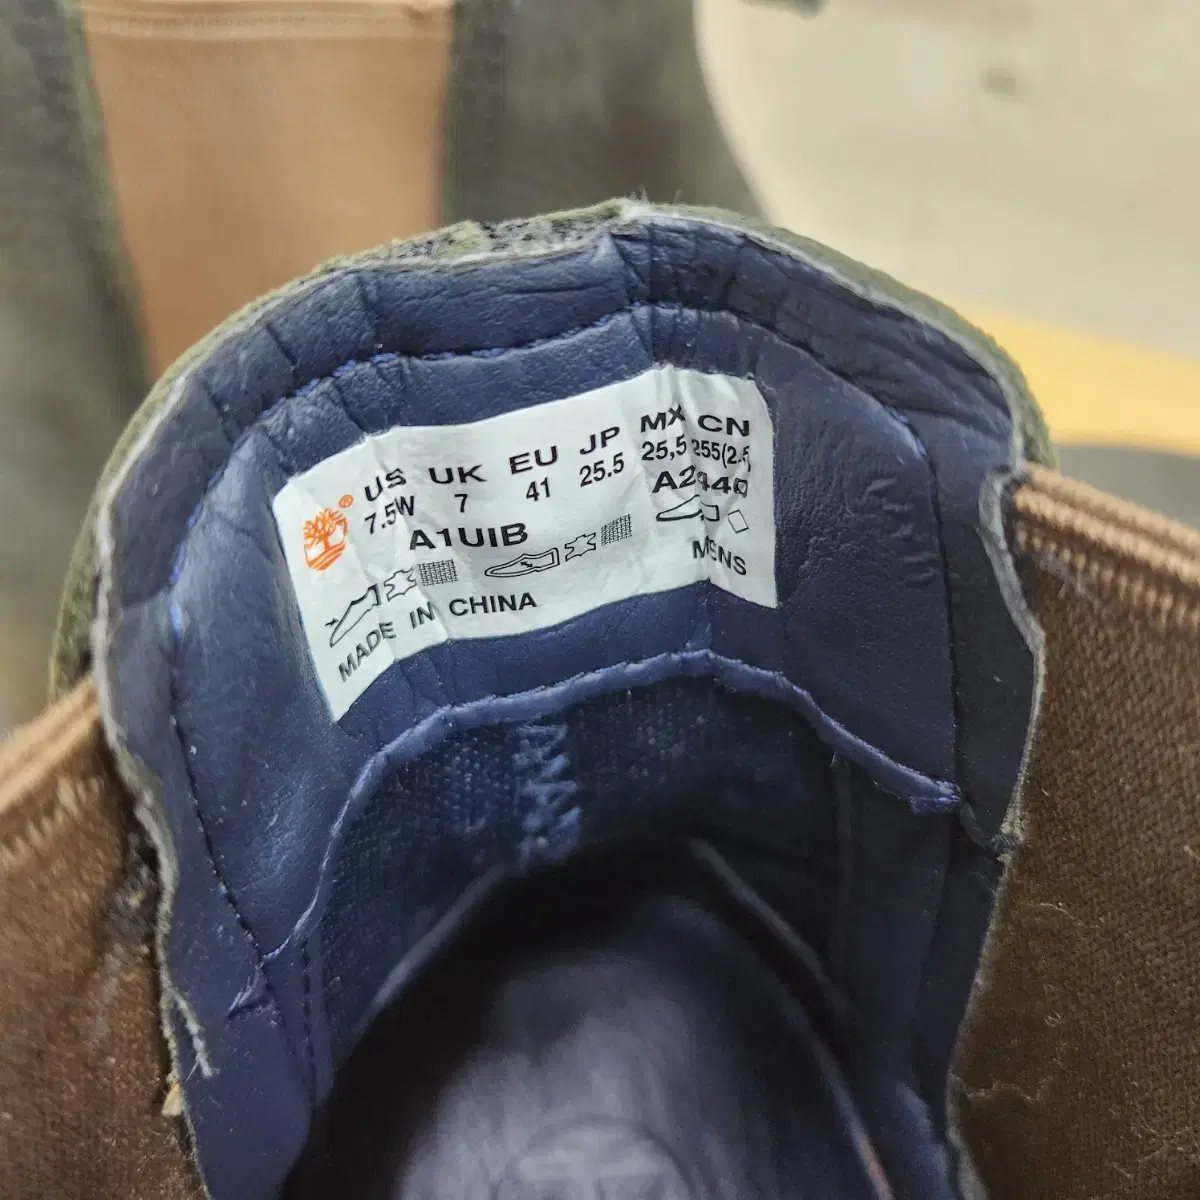 US UK EU JP MX CN
7.5W 7 41 25.5 25,5 255(2.5)
A1UIB
MENS
MADE IN CHINA